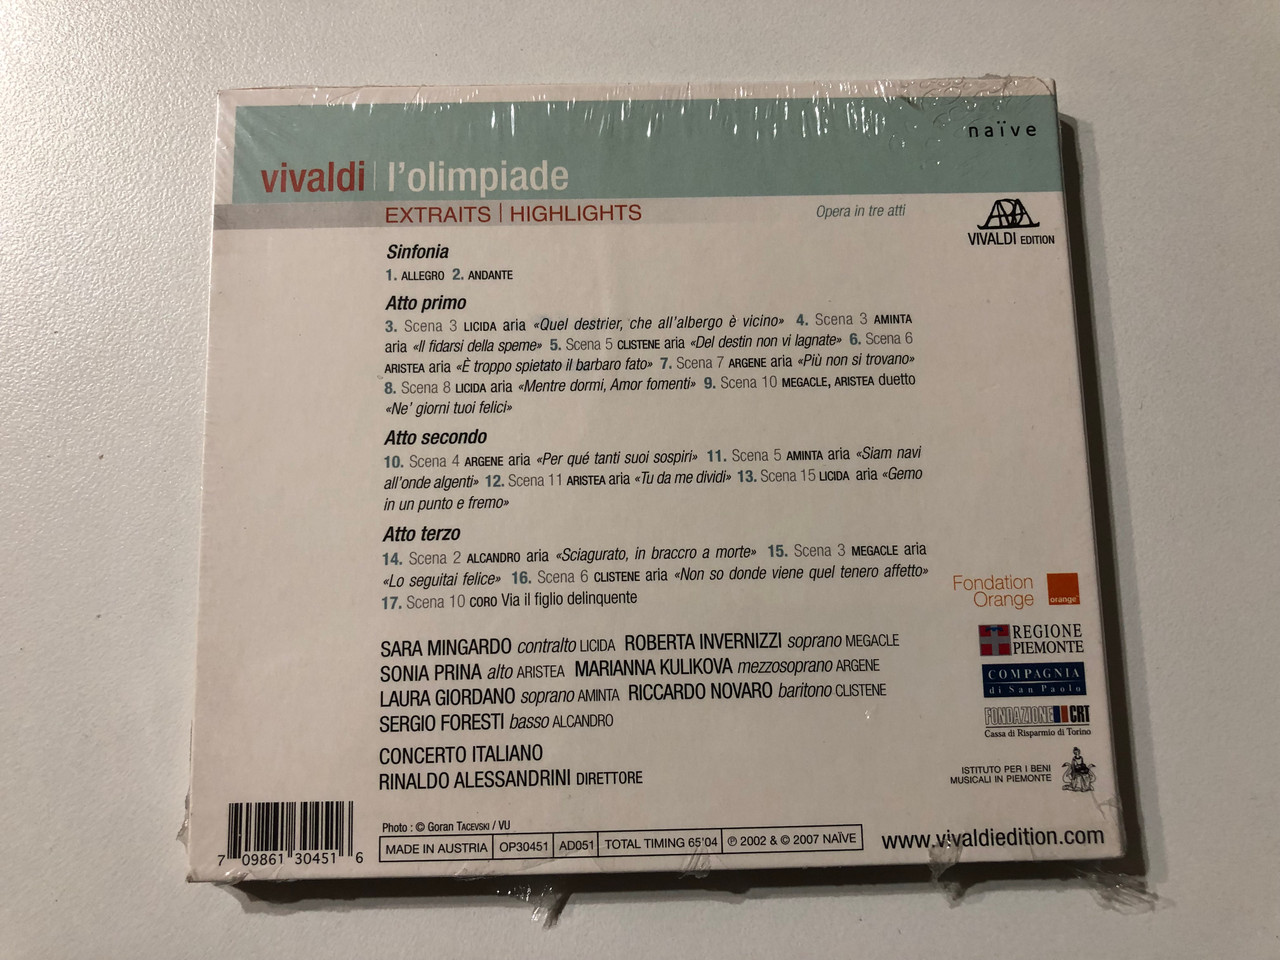 naïve
vivaldi | l'olimpiade
EXTRAITS | HIGHLIGHTS
Opera in tre atti
VIVALDI EDITION
Sinfonia
1. ALLEGRO 2. ANDANTE
Atto primo
3. Scena 3 LICIDA aria «Quel destrier, che all'albergo è vicino» 4. Scena 3 AMINTA
aria «Il fidarsi della speme» 5. Scena 5 CLISTENE aria «Del destin non vi lagnate» 6. Scena 6
ARISTEA aria «È troppo spietato il barbaro fato» 7. Scena 7 ARGENE aria «Più non si trovano»
8. Scena 8 LICIDA aria «Mentre dormi, Amor fomenti» 9. Scena 10 MEGACLE, ARISTEA duetto
«Ne' giorni tuoi felici»
Atto secondo
10. Scena 4 ARGENE aria «Per qué tanti suoi sospiri» 11. Scena 5 AMINTA aria «Siam navi
all'onde algenti» 12. Scena 11 ARISTEA aria «Tu da me dividi» 13. Scena 15 LICIDA aria «Gemo
in un punto e fremo»
Atto terzo
14. Scena 2 ALCANDRO aria «Sciagurato, in braccro a morte» 15. Scena 3 MEGACLE aria
«Lo seguitai felice» 16. Scena 6 CLISTENE aria «Non so donde viene quel tenero affetto»
17. Scena 10 CORO Via il figlio delinquente
Fondation
Orange
orange
REGIONE
PIEMONTE
COMPAGNIA
di San Paolo
FONDAZIONE CRT
Cassa di Risparmio di Torino
ISTITUTO PER I BENI
MUSICALI IN PIEMONTE
SARA MINGARDO contralto LICIDA ROBERTA INVERNIZZI soprano MEGACLE
SONIA PRINA alto ARISTEA MARIANNA KULIKOVA mezzosoprano ARGENE
LAURA GIORDANO soprano AMINTA RICCARDO NOVARO baritono CLISTENE
SERGIO FORESTI basso ALCANDRO
CONCERTO ITALIANO
RINALDO ALESSANDRINI DIRETTORE
Photo : © Goran TACEVSKI / VU
MADE IN AUSTRIA OP30451 AD051 TOTAL TIMING 65'04 ℗ 2002 & © 2007 NAÏVE
www.vivaldiedition.com
7 09861 30451 6